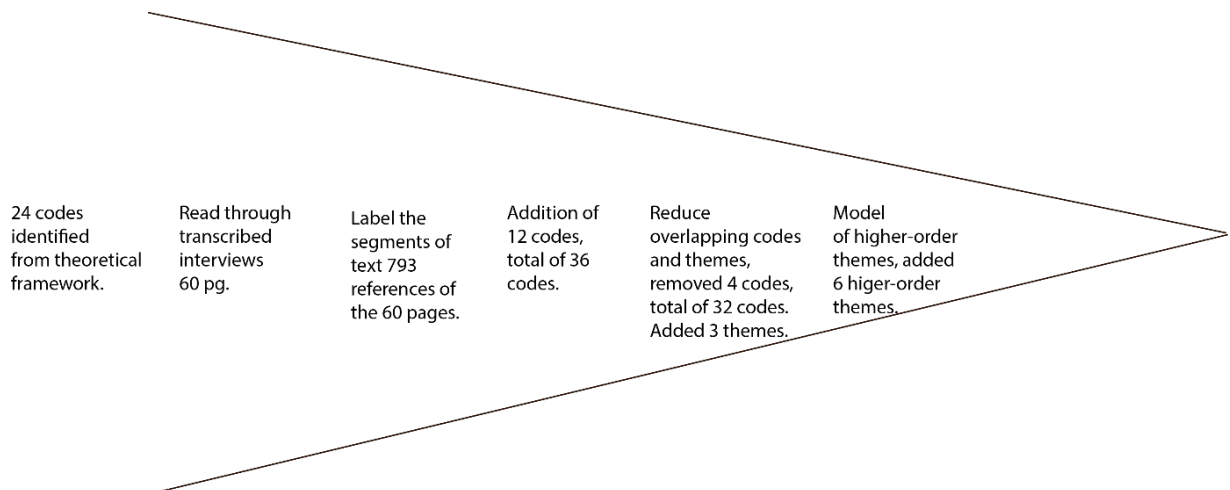 24 codes
identified
from theoretical
framework.
Read through
transcribed
interviews
60 pg.
Label the
segments of
text 793
references of
the 60 pages.
Addition of
12 codes,
total of 36
codes.
Reduce
overlapping codes
and themes,
removed 4 codes,
total of 32 codes.
Added 3 themes.
Model
of higher-order
themes, added
6 higer-order
themes.